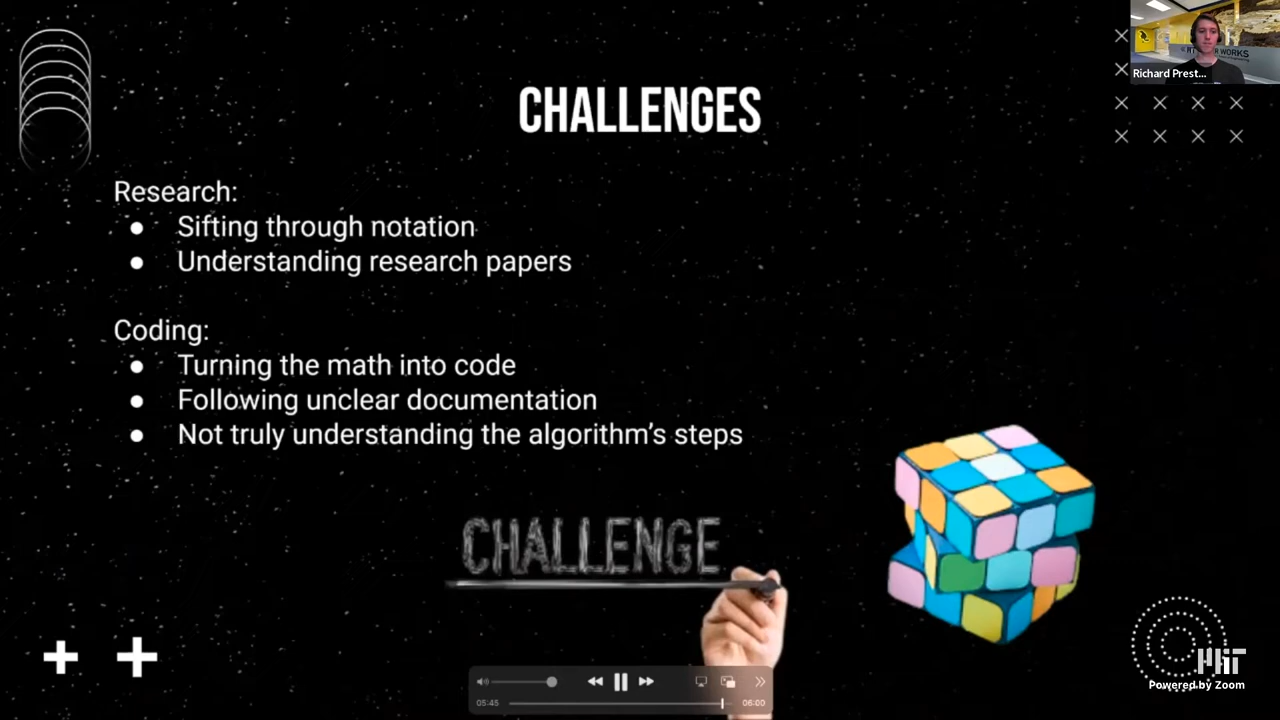 CHALLENGES
Richard Prest...
Research:
● Sifting through notation
● Understanding research papers
Coding:
● Turning the math into code
● Following unclear documentation
● Not truly understanding the algorithm's steps
CHALLENGE
MIT
Powered by Zoom
05:45
06:00